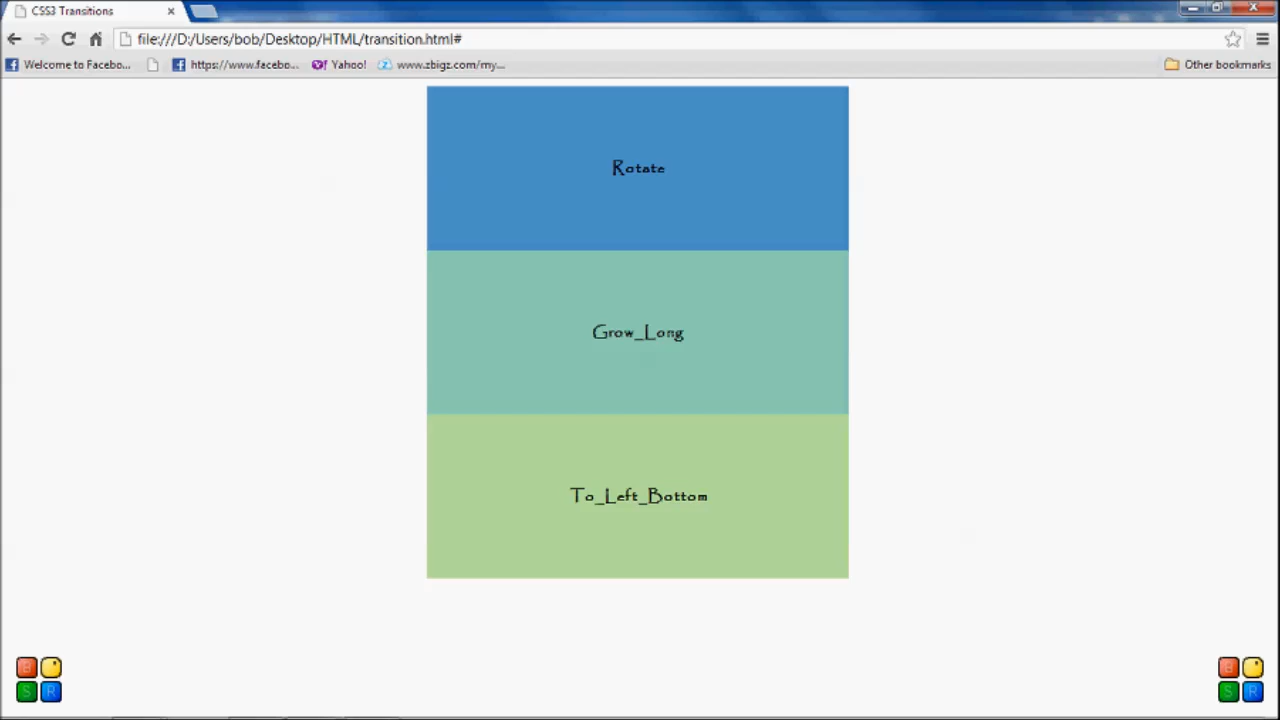 CSS3 Transitions
file:///D:/Users/bob/Desktop/HTML/transition.html#
Welcome to Facebo... https://www.facebo... Yahoo! www.zbigz.com/my... Other bookmarks
Rotate
Grow_Long
To_Left_Bottom
S R S R